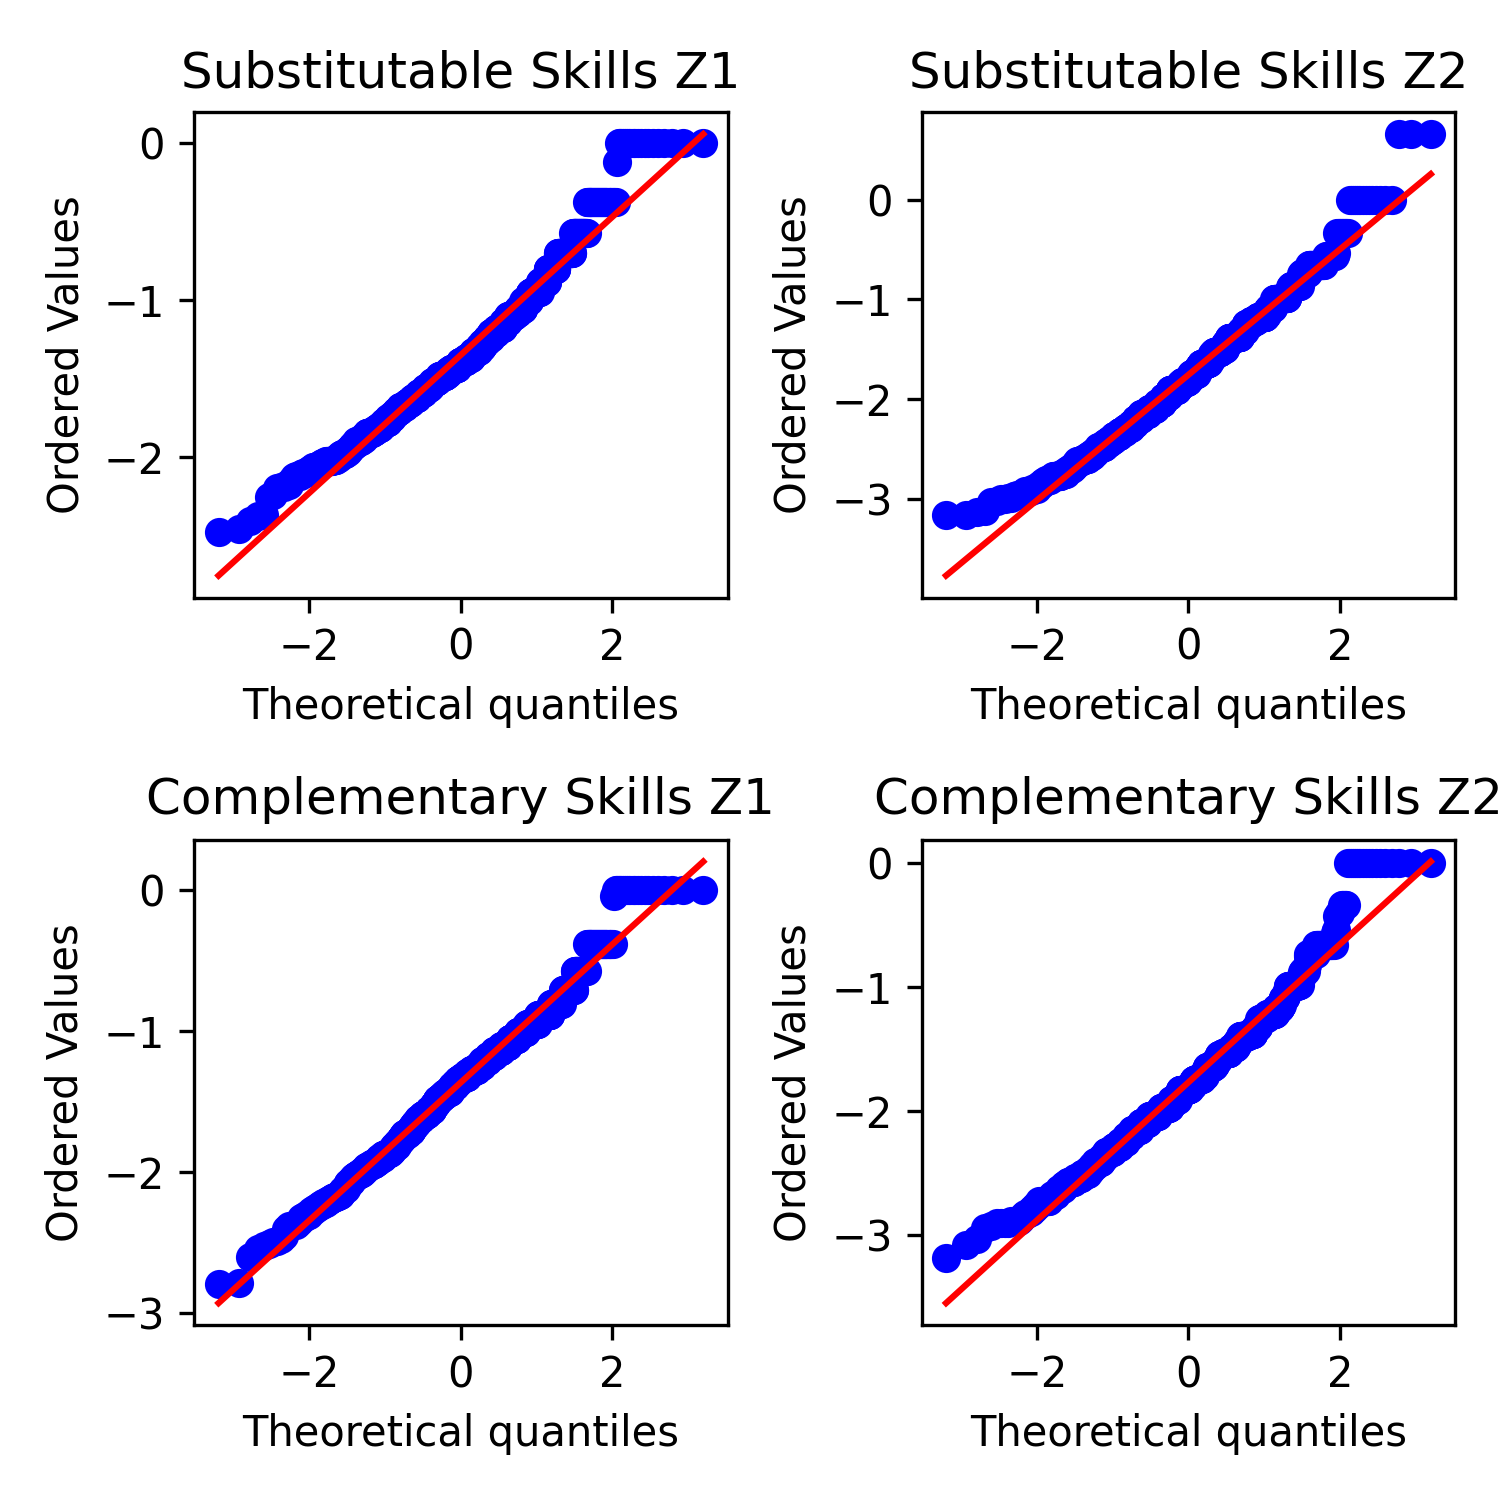 Substitutable Skills Z1
Substitutable Skills Z2
Ordered Values
0
−1
−2
−2
0
2
Theoretical quantiles
Ordered Values
0
−1
−2
−3
−2
0
2
Theoretical quantiles
Complementary Skills Z1
Complementary Skills Z2
Ordered Values
0
−1
−2
−3
−2
0
2
Theoretical quantiles
Ordered Values
0
−1
−2
−3
−2
0
2
Theoretical quantiles